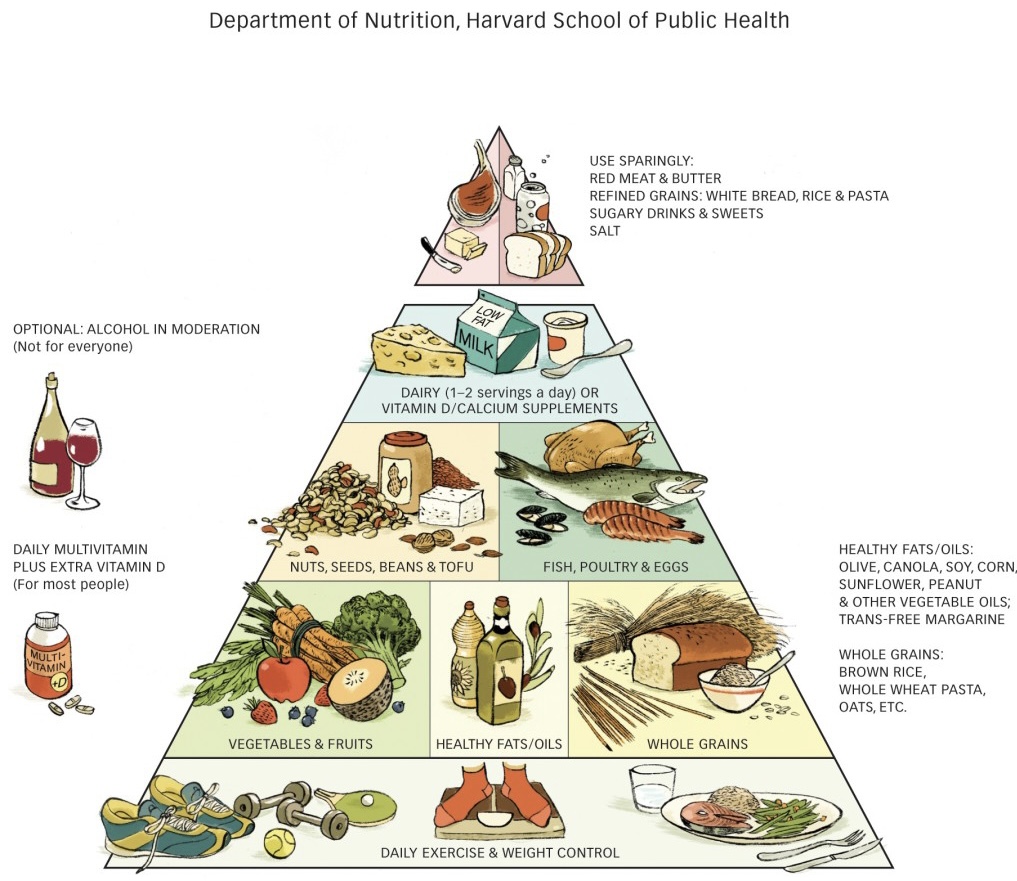 Department of Nutrition, Harvard School of Public Health
USE SPARINGLY:
RED MEAT & BUTTER
REFINED GRAINS: WHITE BREAD, RICE & PASTA
SUGARY DRINKS & SWEETS
SALT
OPTIONAL: ALCOHOL IN MODERATION
(Not for everyone)
LOW
FAT
MILK
DAIRY (1–2 servings a day) OR
VITAMIN D/CALCIUM SUPPLEMENTS
NUTS, SEEDS, BEANS & TOFU
FISH, POULTRY & EGGS
DAILY MULTIVITAMIN
PLUS EXTRA VITAMIN D
(For most people)
MULTI-
VITAMIN
+D
HEALTHY FATS/OILS:
OLIVE, CANOLA, SOY, CORN,
SUNFLOWER, PEANUT
& OTHER VEGETABLE OILS;
TRANS-FREE MARGARINE
WHOLE GRAINS:
BROWN RICE,
WHOLE WHEAT PASTA,
OATS, ETC.
VEGETABLES & FRUITS
HEALTHY FATS/OILS
WHOLE GRAINS
DAILY EXERCISE & WEIGHT CONTROL